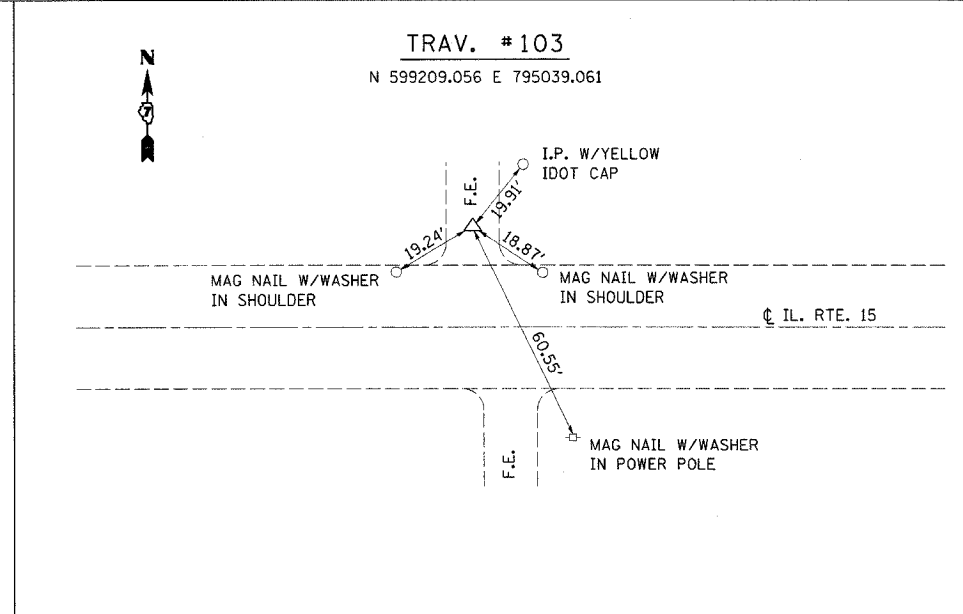 TRAV. #103
N 599209.056 E 795039.061
N
7
I.P. W/YELLOW
IDOT CAP
F.E.
19.91'
19.24'
18.87'
MAG NAIL W/WASHER
IN SHOULDER
MAG NAIL W/WASHER
IN SHOULDER
℄ IL. RTE. 15
60.55'
MAG NAIL W/WASHER
IN POWER POLE
F.E.